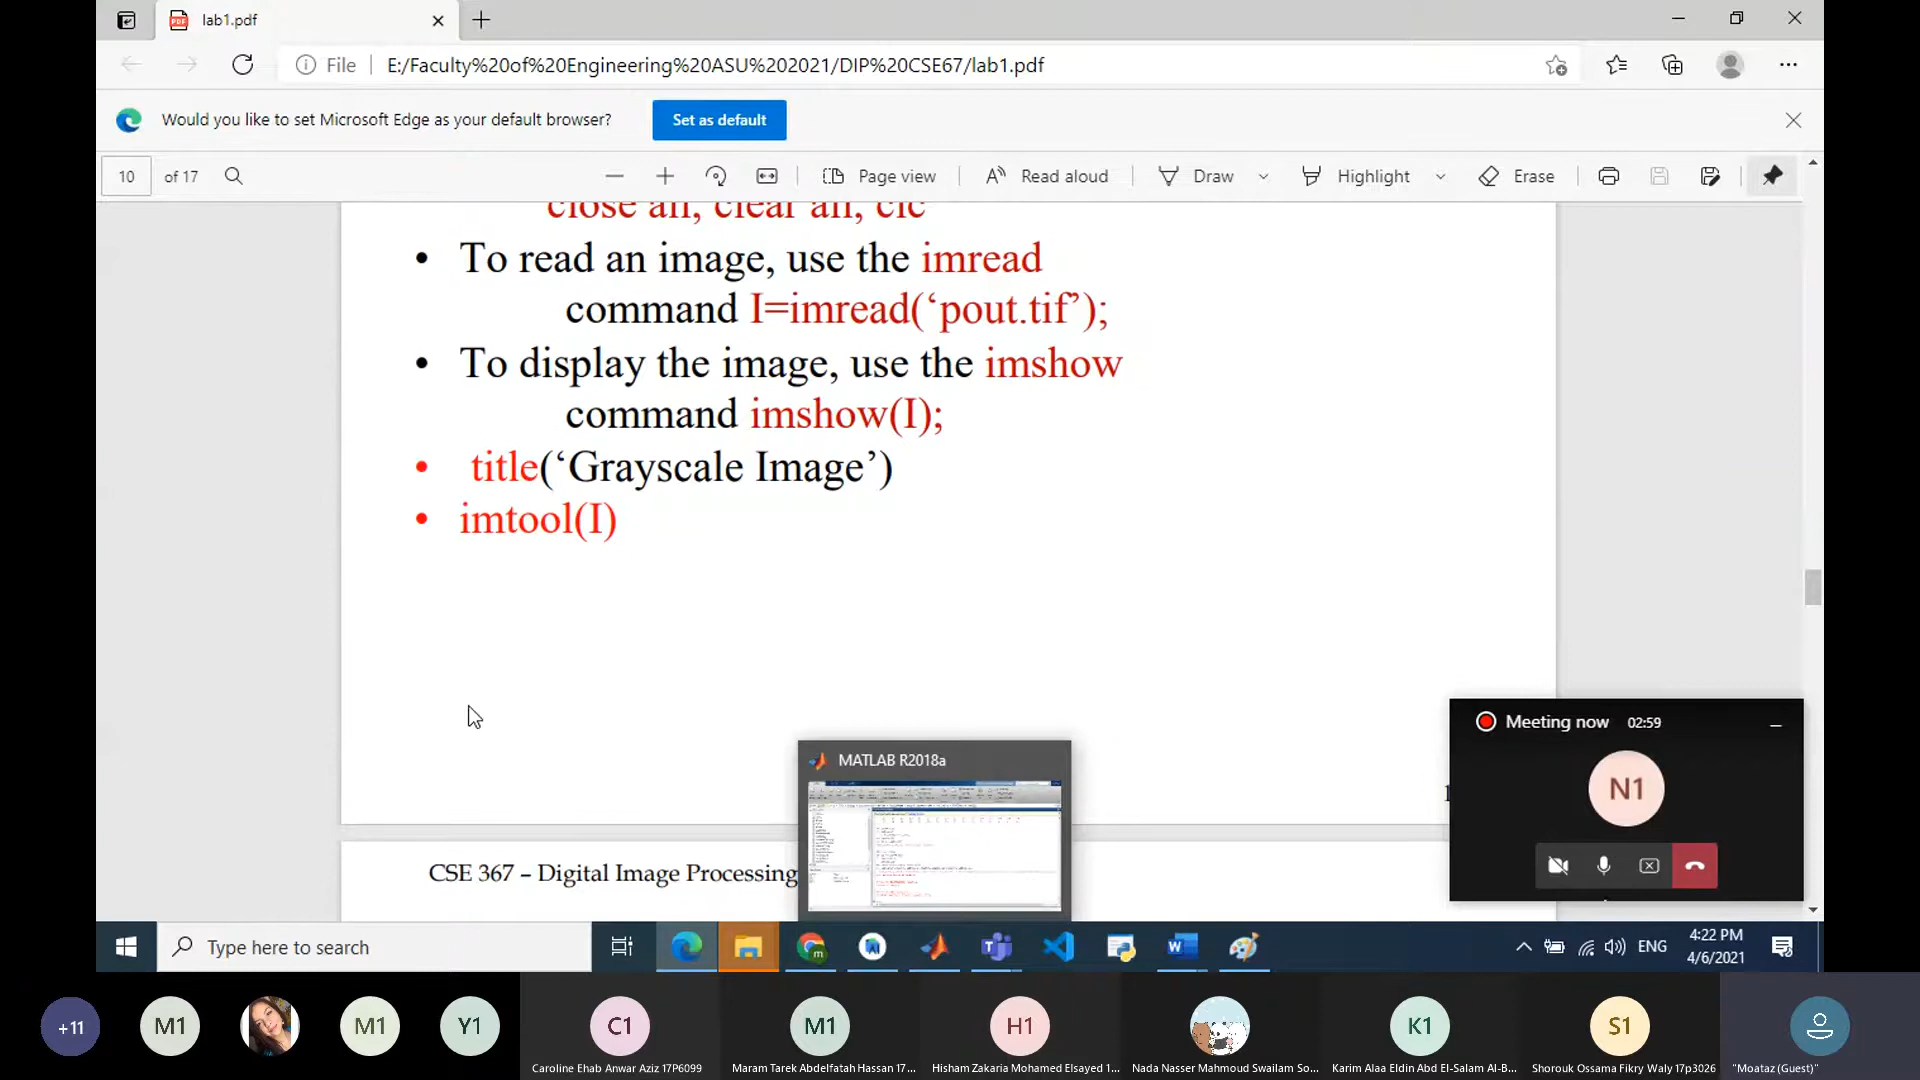 lab1.pdf
File
E:/Faculty%20of%20Engineering%20ASU%202021/DIP%20CSE67/lab1.pdf
Would you like to set Microsoft Edge as your default browser?
Set as default
10 of 17
Page view
Read aloud
Draw
Highlight
Erase
close all, clear all, clc
• To read an image, use the imread
command I=imread(‘pout.tif’);
• To display the image, use the imshow
command imshow(I);
• title(‘Grayscale Image’)
• imtool(I)
Meeting now 02:59
N1
MATLAB R2018a
CSE 367 – Digital Image Processing
Type here to search
ENG
4:22 PM
4/6/2021
+11
M1
M1
Y1
C1
M1
H1
K1
S1
Caroline Ehab Anwar Aziz 17P6099
Maram Tarek Abdelfatah Hassan 17...
Hisham Zakaria Mohamed Elsayed 1...
Nada Nasser Mahmoud Swailam So...
Karim Alaa Eldin Abd El-Salam Al-B...
Shorouk Ossama Fikry Waly 17p3026
"Moataz (Guest)"